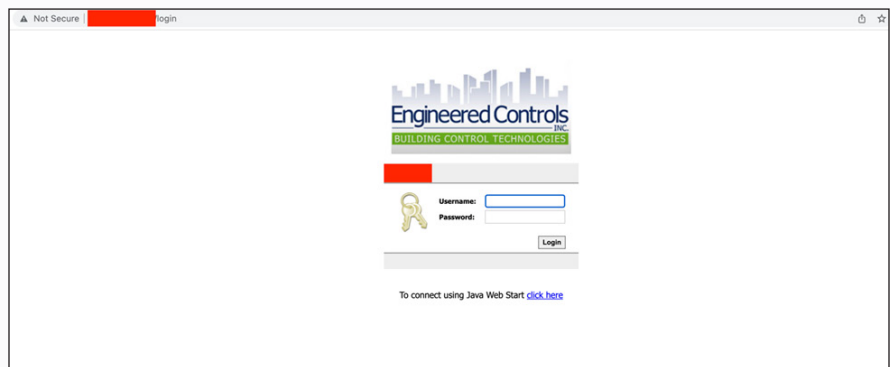 Not Secure /login
Engineered Controls
INC.
BUILDING CONTROL TECHNOLOGIES
Username:
Password:
Login
To connect using Java Web Start click here